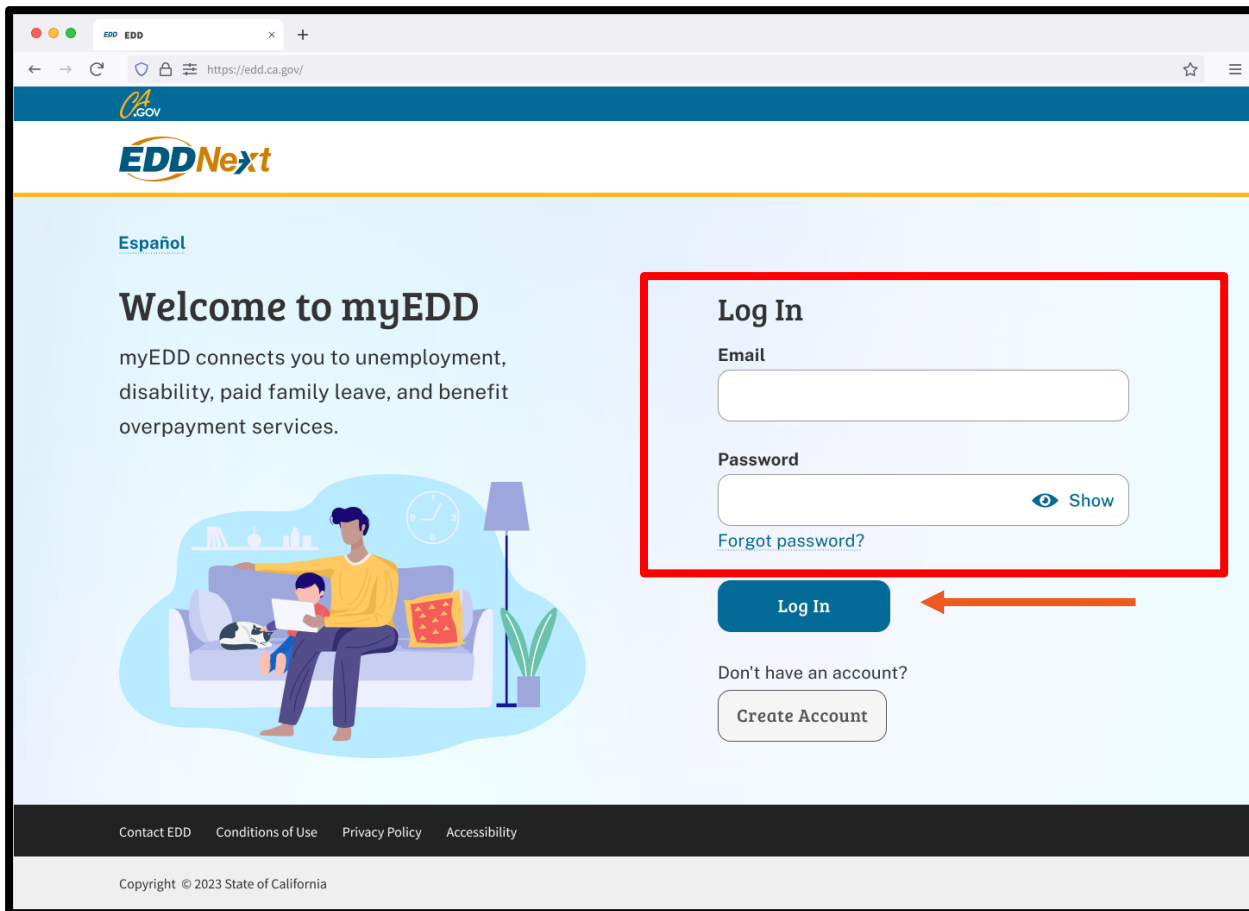 EDD EDD × +
https://edd.ca.gov/
CA.GOV
EDDNext
Español
Welcome to myEDD
myEDD connects you to unemployment,
disability, paid family leave, and benefit
overpayment services.
Log In
Email
Password
Show
Forgot password?
Log In
Don't have an account?
Create Account
Contact EDD Conditions of Use Privacy Policy Accessibility
Copyright © 2023 State of California